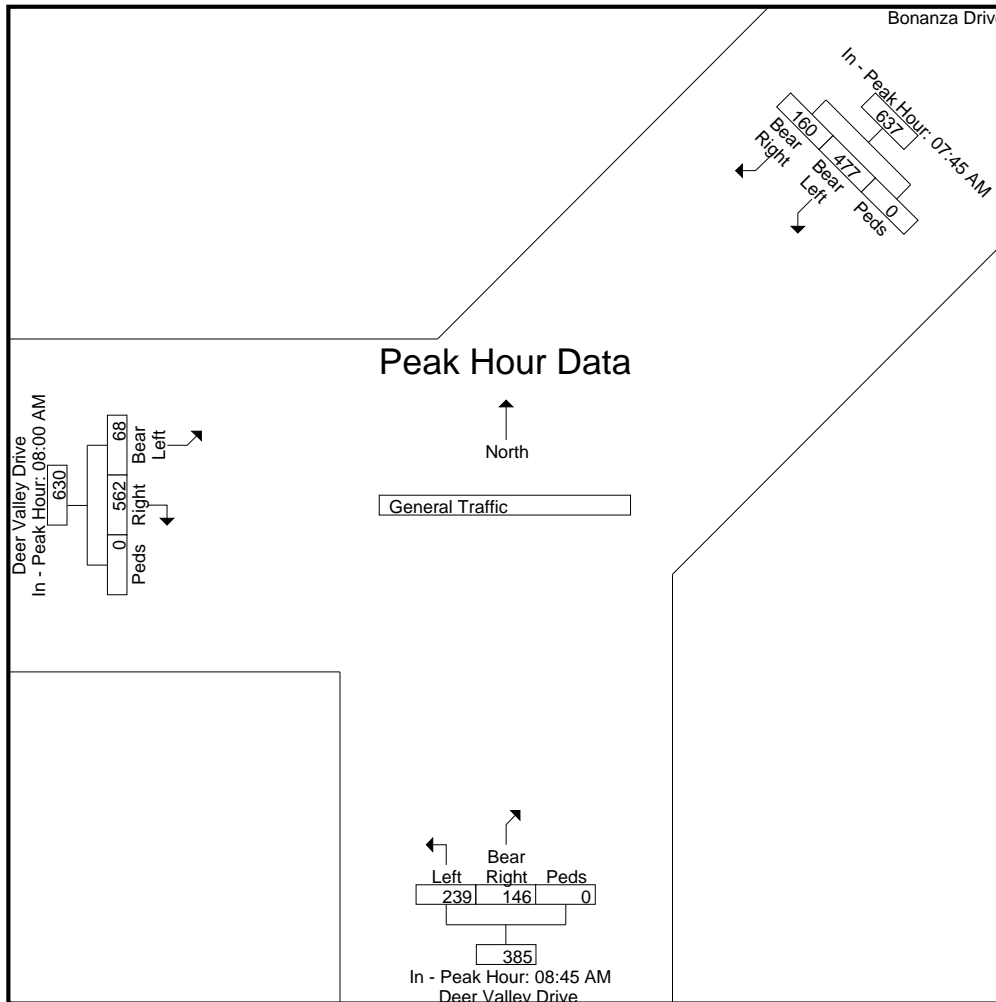 Bonanza Drive
In - Peak Hour: 07:45 AM
637
160 477 0
Bear Right
Bear Left
Peds
Peak Hour Data
North
General Traffic
Deer Valley Drive
In - Peak Hour: 08:00 AM
630
68 562 0
Bear Left
Right
Peds
Left
Bear Right
Peds
239 146 0
385
In - Peak Hour: 08:45 AM
Deer Valley Drive